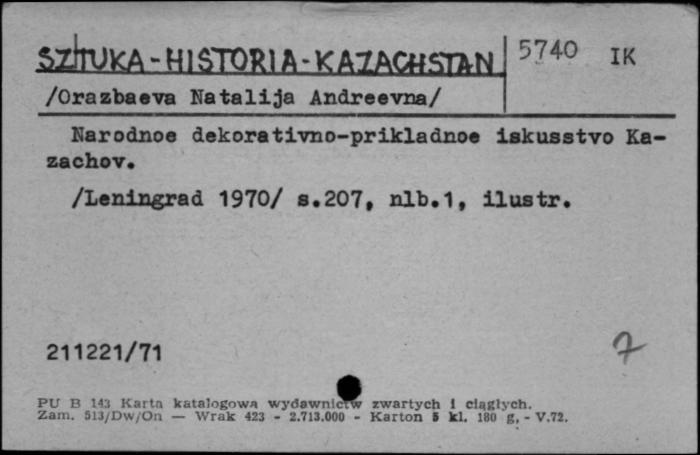 SZTUKA-HISTORIA-KAZACHSTAN 5740 IK
/Orazbaeva Natalija Andreevna/
Narodnoe dekorativno-prikladnoe iskusstvo Ka-
zachov.
/Leningrad 1970/ s.207, nlb.1, ilustr.
211221/71 7
PU B 143 Karta katalogowa wydawnictw zwartych i ciągłych.
Zam. 513/Dw/On — Wrak 423 - 2.713.000 - Karton 5 kl. 180 g. - V.72.